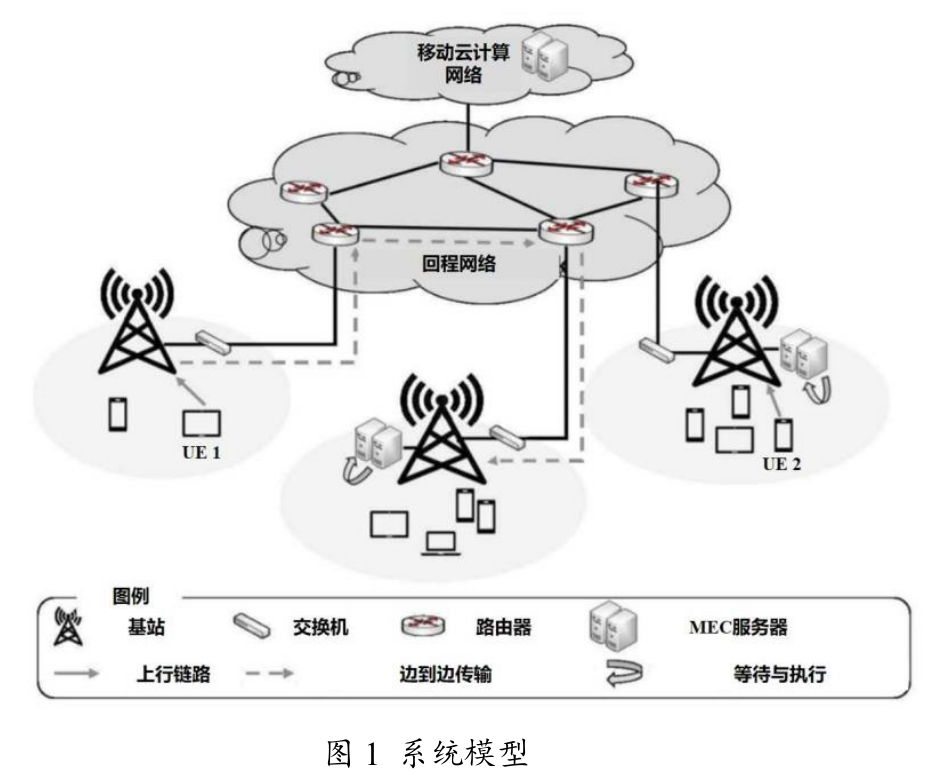 移动云计算
网络
回程网络
UE 1
UE 2
图例
基站
交换机
路由器
MEC服务器
上行链路
边到边传输
等待与执行
图 1 系统模型